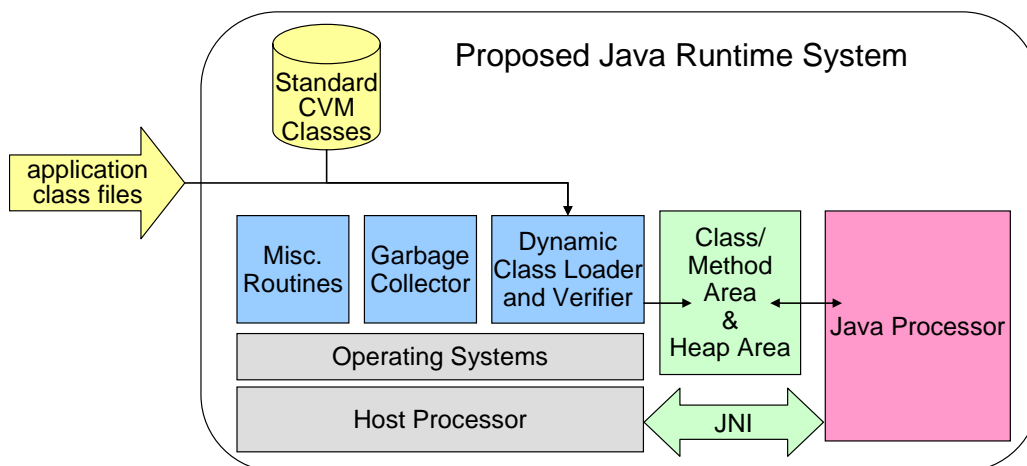 Proposed Java Runtime System
Standard
CVM
Classes
application
class files
Misc.
Routines
Garbage
Collector
Dynamic
Class Loader
and Verifier
Class/
Method
Area
&
Heap Area
Java Processor
Operating Systems
Host Processor
JNI